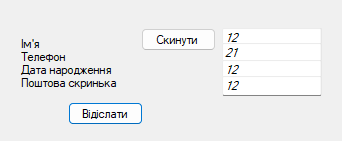 Ім'я
Телефон
Дата народження
Поштова скринька
Скинути
12
21
12
12
Відіслати